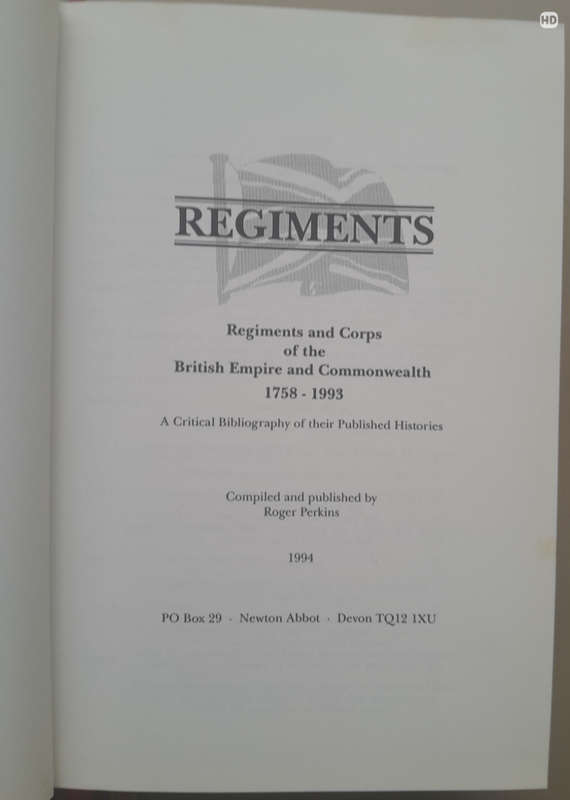 HD
REGIMENTS
Regiments and Corps
of the
British Empire and Commonwealth
1758 - 1993
A Critical Bibliography of their Published Histories
Compiled and published by
Roger Perkins
1994
PO Box 29 · Newton Abbot · Devon TQ12 1XU